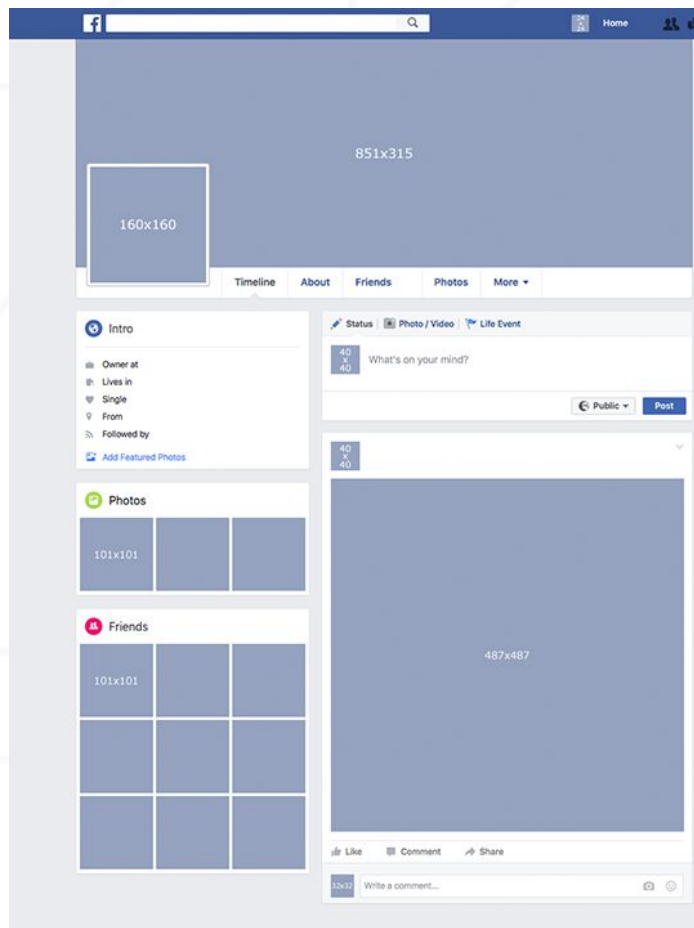 f
24 x 24 Home
851x315
160x160
Timeline About Friends Photos More
Intro
Owner at
Lives in
Single
From
Followed by
Add Featured Photos
Photos
101x101
Friends
101x101
Status Photo / Video Life Event
40
x
40
What's on your mind?
Public Post
40
x
40
487x487
Like Comment Share
32x32 Write a comment...